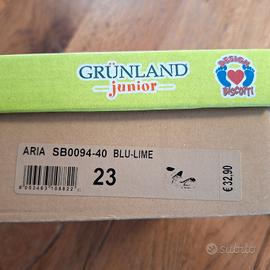 GRÜNLAND
junior
DESIGN
BISCOTTI
ARIA SB0094-40 BLU-LIME
23
€ 32,90
subito